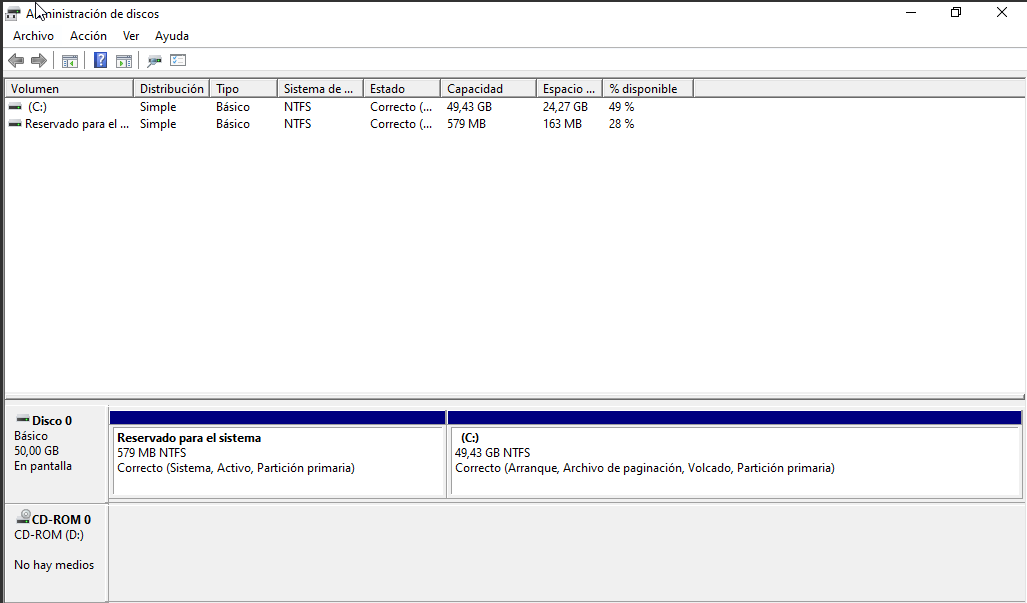 Administración de discos
Archivo Acción Ver Ayuda
Volumen Distribución Tipo Sistema de ... Estado Capacidad Espacio ... % disponible
(C:) Simple Básico NTFS Correcto (... 49,43 GB 24,27 GB 49 %
Reservado para el ... Simple Básico NTFS Correcto (... 579 MB 163 MB 28 %
Disco 0
Básico
50,00 GB
En pantalla
Reservado para el sistema
579 MB NTFS
Correcto (Sistema, Activo, Partición primaria)
(C:)
49,43 GB NTFS
Correcto (Arranque, Archivo de paginación, Volcado, Partición primaria)
CD-ROM 0
CD-ROM (D:)
No hay medios